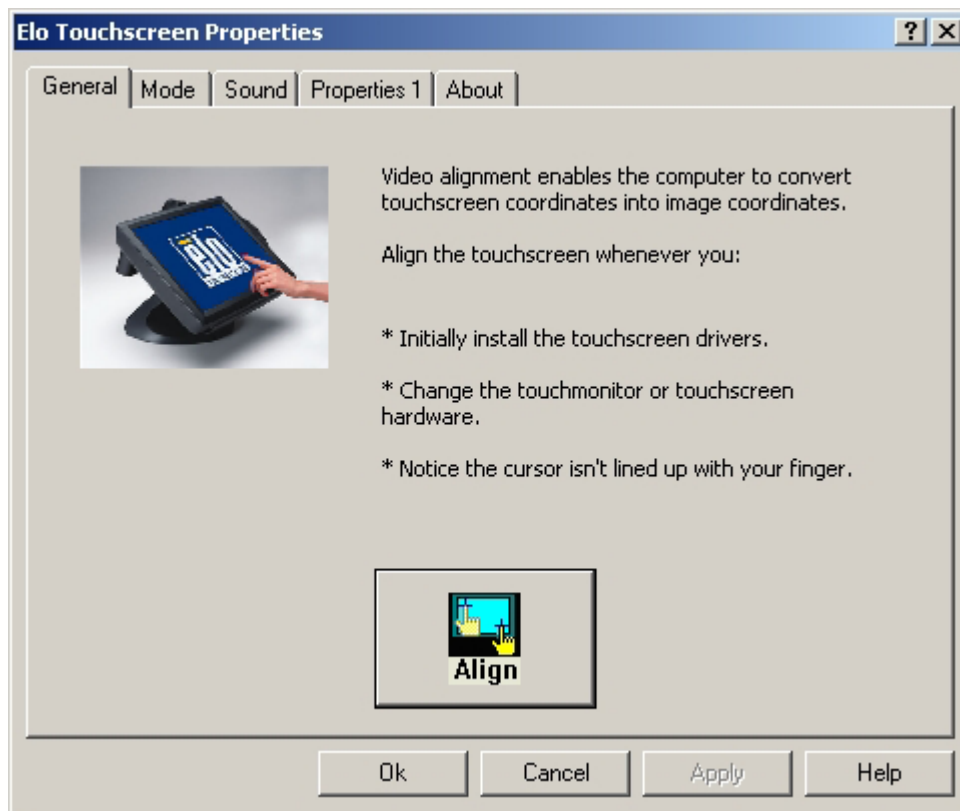 Elo Touchscreen Properties
General Mode Sound Properties 1 About
Video alignment enables the computer to convert
touchscreen coordinates into image coordinates.
Align the touchscreen whenever you:
* Initially install the touchscreen drivers.
* Change the touchmonitor or touchscreen
hardware.
* Notice the cursor isn't lined up with your finger.
elo
Align
Ok Cancel Apply Help